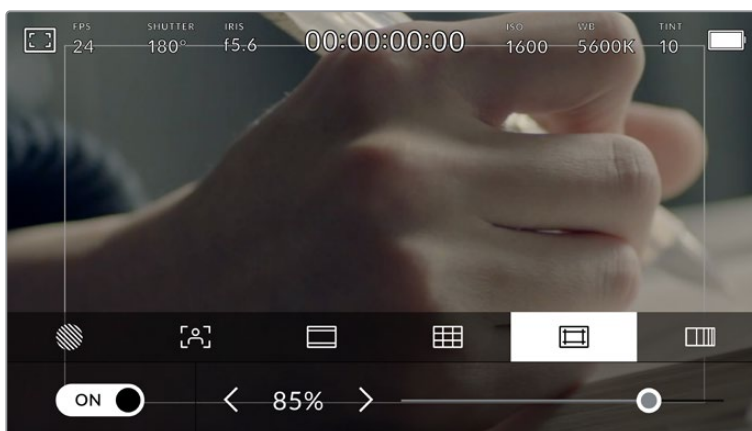 FPS SHUTTER IRIS ISO WB TINT
24 180° f5.6 00:00:00:00 1600 5600K 10
ON 85%